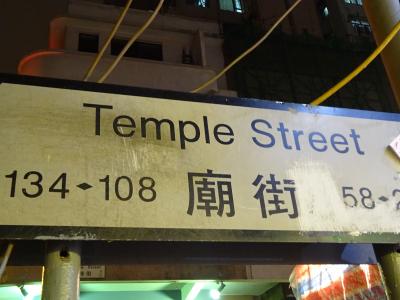 Temple Street
134 108 廟街 58